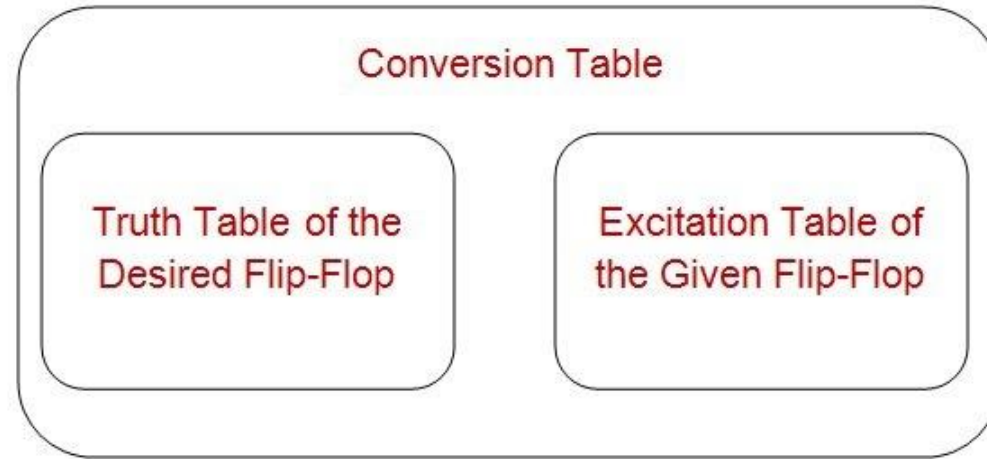 Conversion Table
Truth Table of the
Desired Flip-Flop
Excitation Table of
the Given Flip-Flop